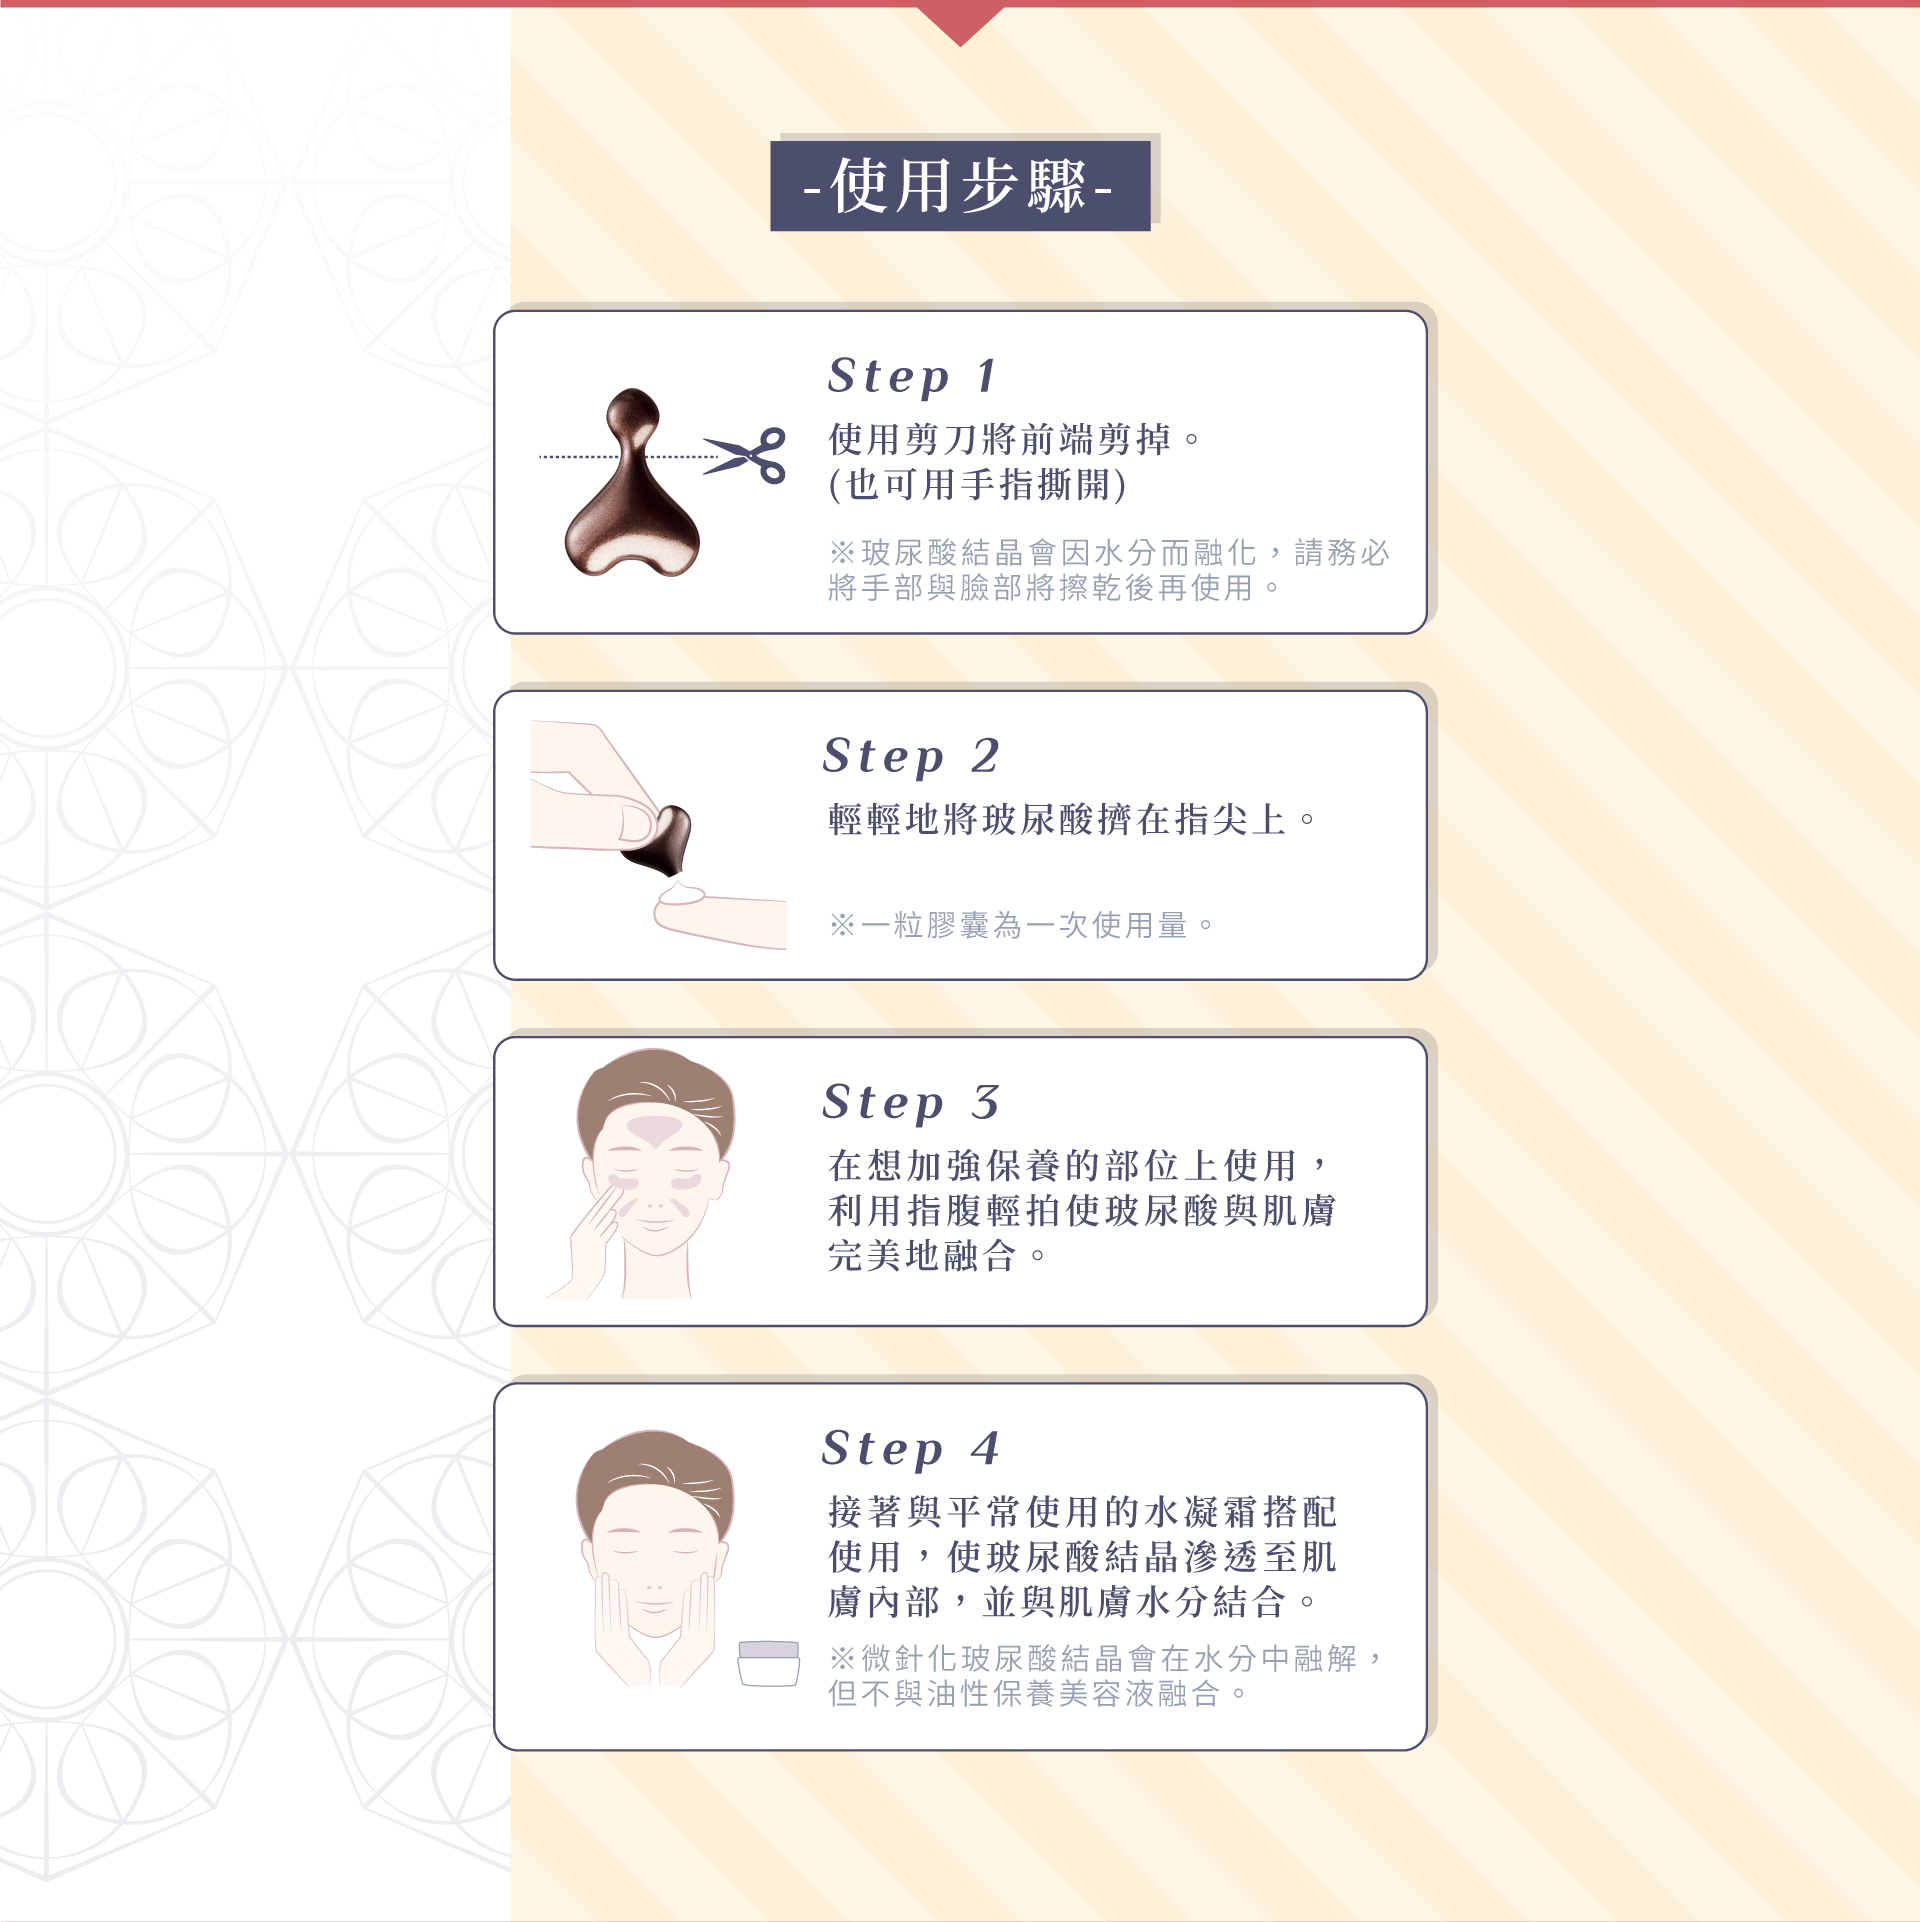 -使用步驟-
Step 1
使用剪刀將前端剪掉。
(也可用手指撕開)
※玻尿酸結晶會因水分而融化，請務必
將手部與臉部將擦乾後再使用。
Step 2
輕輕地將玻尿酸擠在指尖上。
※一粒膠囊為一次使用量。
Step 3
在想加強保養的部位上使用，
利用指腹輕拍使玻尿酸與肌膚
完美地融合。
Step 4
接著與平常使用的水凝霜搭配
使用，使玻尿酸結晶滲透至肌
膚內部，並與肌膚水分結合。
※微針化玻尿酸結晶會在水分中融解，
但不與油性保養美容液融合。